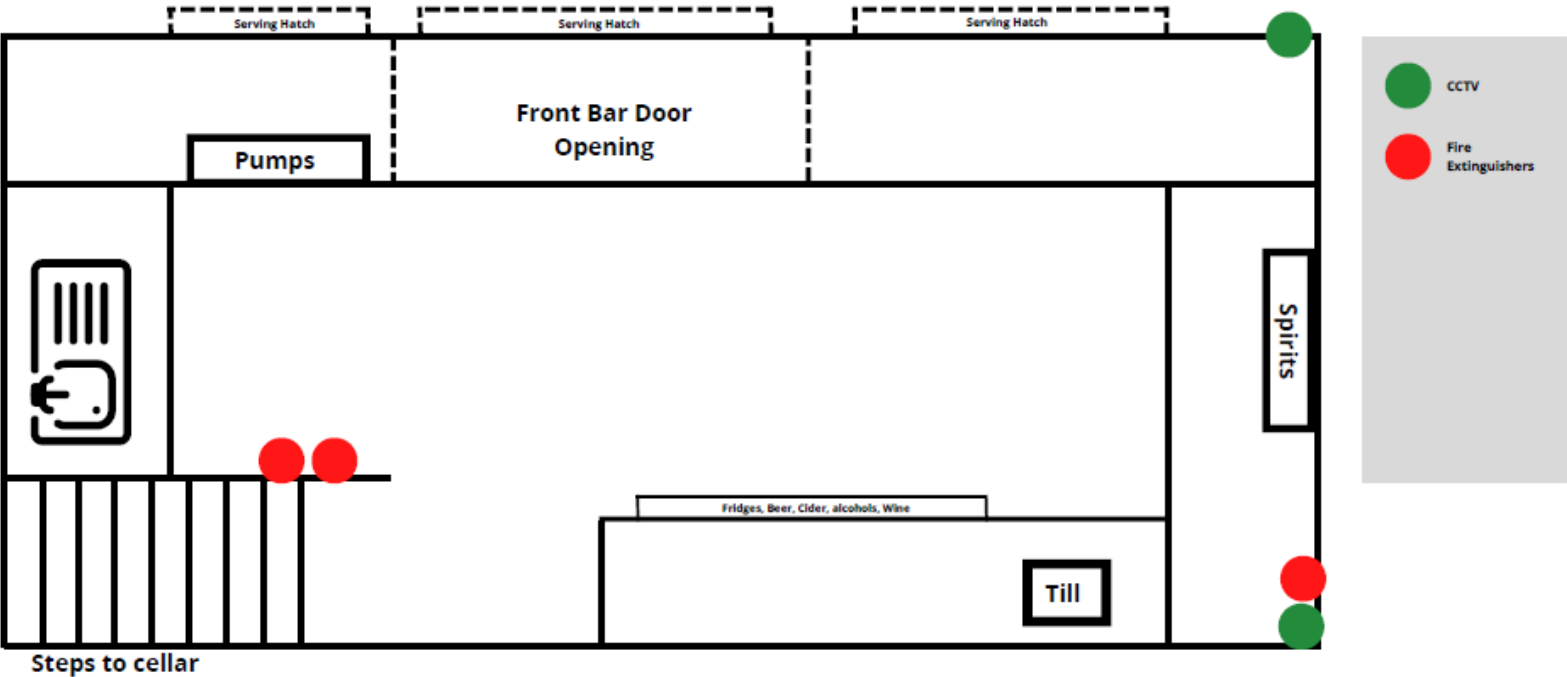 Serving Hatch
Serving Hatch
Serving Hatch
CCTV
Front Bar Door
Opening
Fire
Extinguishers
Pumps
Spirits
Fridges, Beer, Cider, alcohols, Wine
Till
Steps to cellar